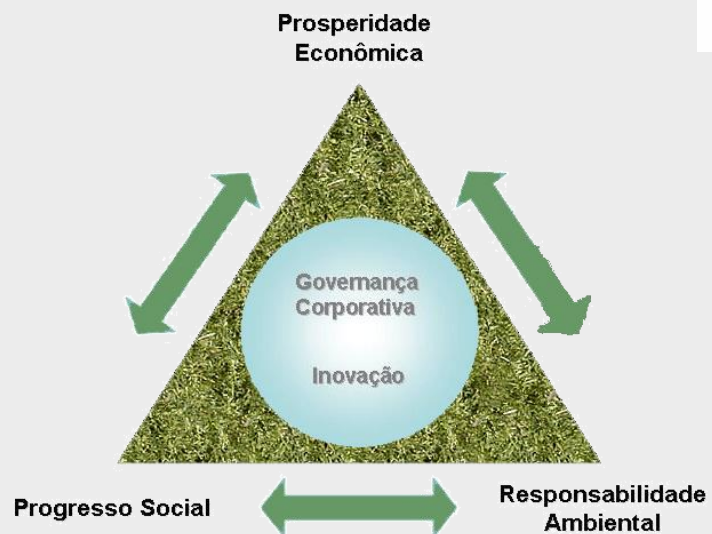 Prosperidade
Econômica
Governança
Corporativa
Inovação
Progresso Social
Responsabilidade
Ambiental